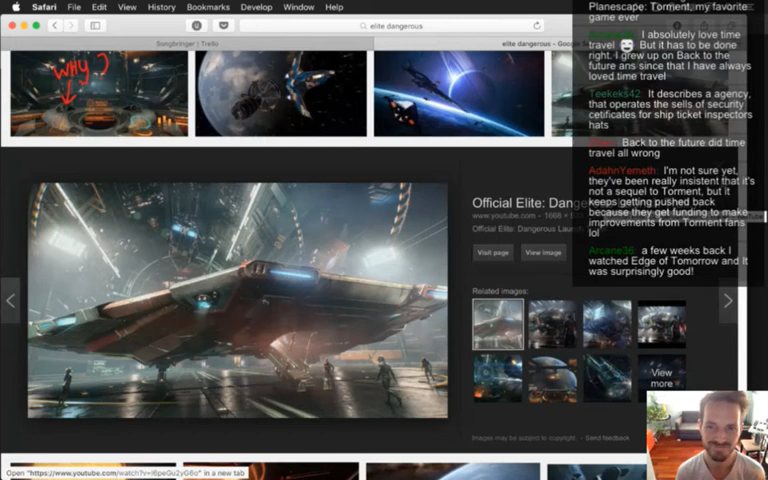 Safari File Edit View History Bookmarks Develop Window Help
elite dangerous
Songbringer | Trello
elite dangerous - Google
WHY?
Official Elite: Dange
www.youtube.com - 1668 ×
Official Elite: Dangerous Laun
Visit page
View image
Related images:
View
more
Images may be subject to copyright. - Send feedback
Open "https://www.youtube.com/watch?v=i6peGu2yG6o" in a new tab
Planescape: Torment, my favorite
game ever
I absolutely love time
travel But it has to be done
right. I grew up on Back to the
future ans since that I have always
loved time travel
Teekeks42 It describes a agency,
that operates the sells of security
cetificates for ship ticket inspectors
hats
Back to the future did time
travel all wrong
AdahnYemeth I'm not sure yet,
they've been really insistent that it's
not a sequel to Torment, but it
keeps getting pushed back
because they get funding to make
improvements from Torment fans
lol
Arcane36 a few weeks back I
watched Edge of Tomorrow and It
was surprisingly good!